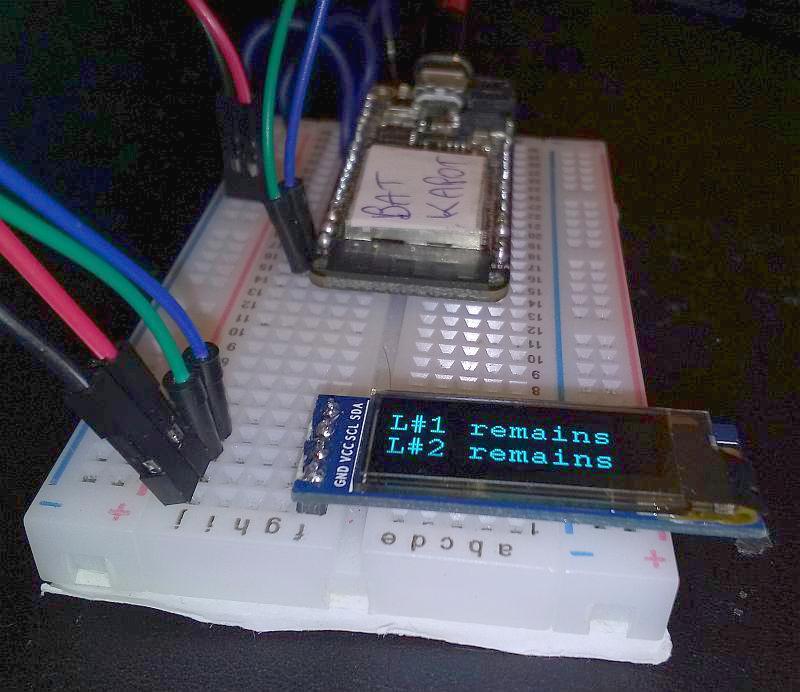 BAT
KAPOT
L#1 remains
L#2 remains
GND VCC SCL SDA
j i h g f
e d c b a